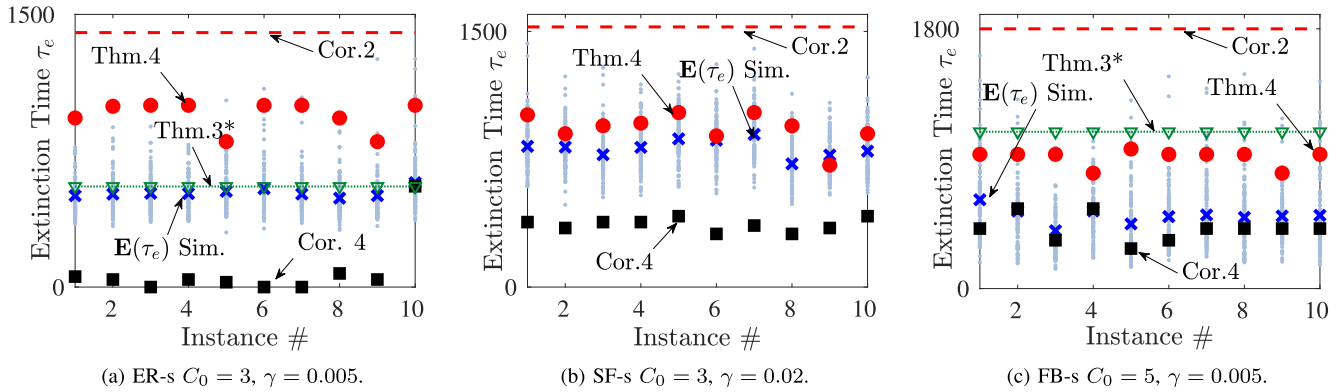 1500
0
Extinction Time τₑ
Cor.2
Thm.4
Thm.3*
E(τₑ) Sim.
Cor. 4
2 4 6 8 10
Instance #
(a) ER-s C₀ = 3, γ = 0.005.
1500
0
Extinction Time τₑ
Cor.2
Thm.4
E(τₑ) Sim.
Cor.4
2 4 6 8 10
Instance #
(b) SF-s C₀ = 3, γ = 0.02.
1800
0
Extinction Time τₑ
Cor.2
Thm.3*
E(τₑ) Sim.
Thm.4
Cor.4
2 4 6 8 10
Instance #
(c) FB-s C₀ = 5, γ = 0.005.